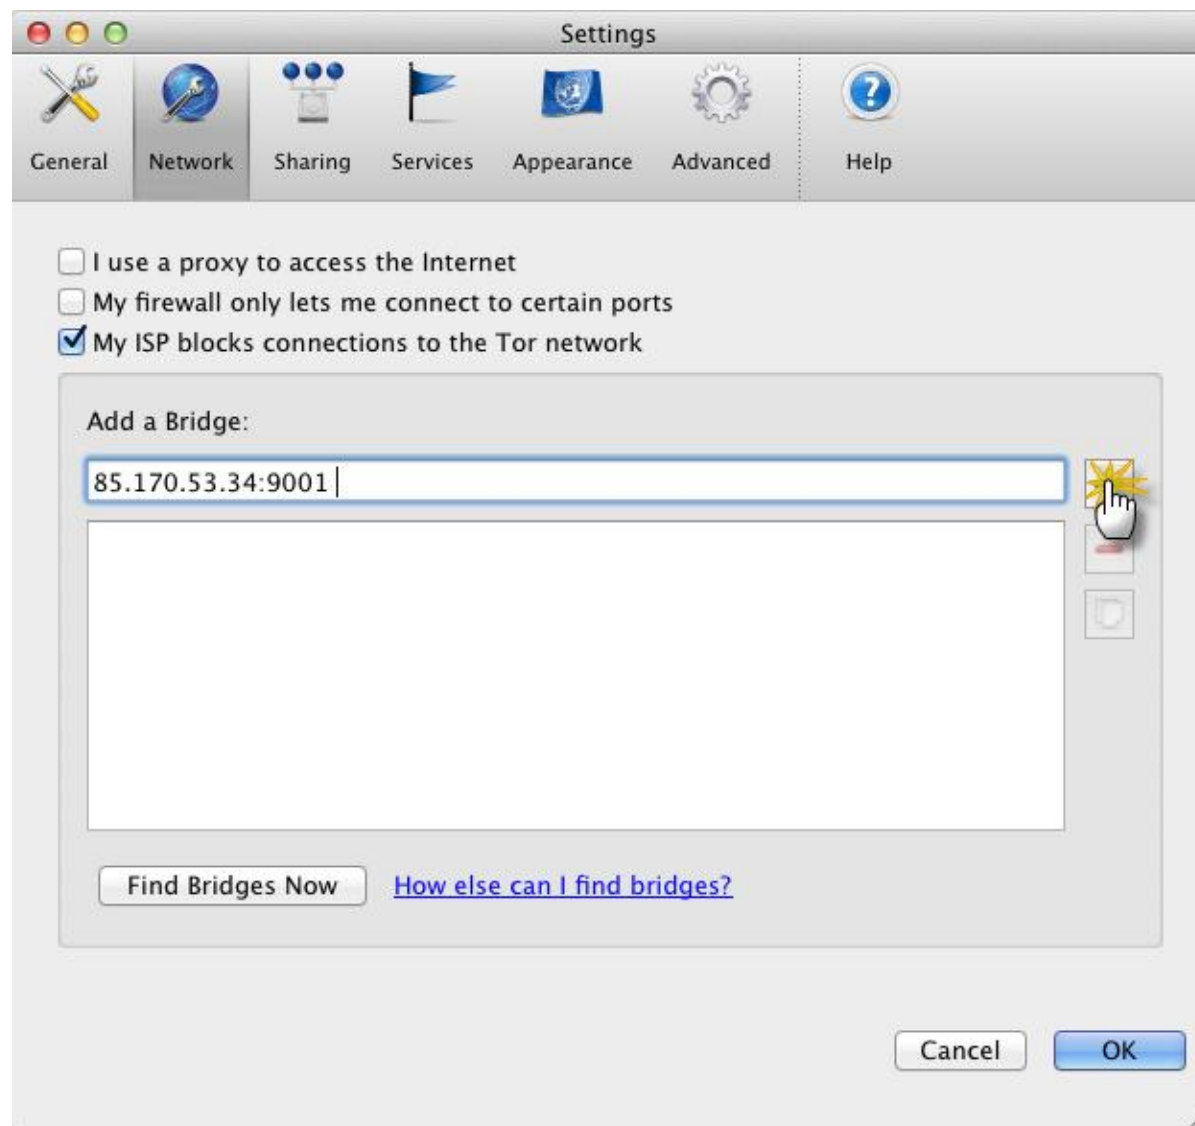 Settings
General Network Sharing Services Appearance Advanced Help
I use a proxy to access the Internet
My firewall only lets me connect to certain ports
My ISP blocks connections to the Tor network
Add a Bridge:
85.170.53.34:9001
Find Bridges Now How else can I find bridges?
Cancel OK